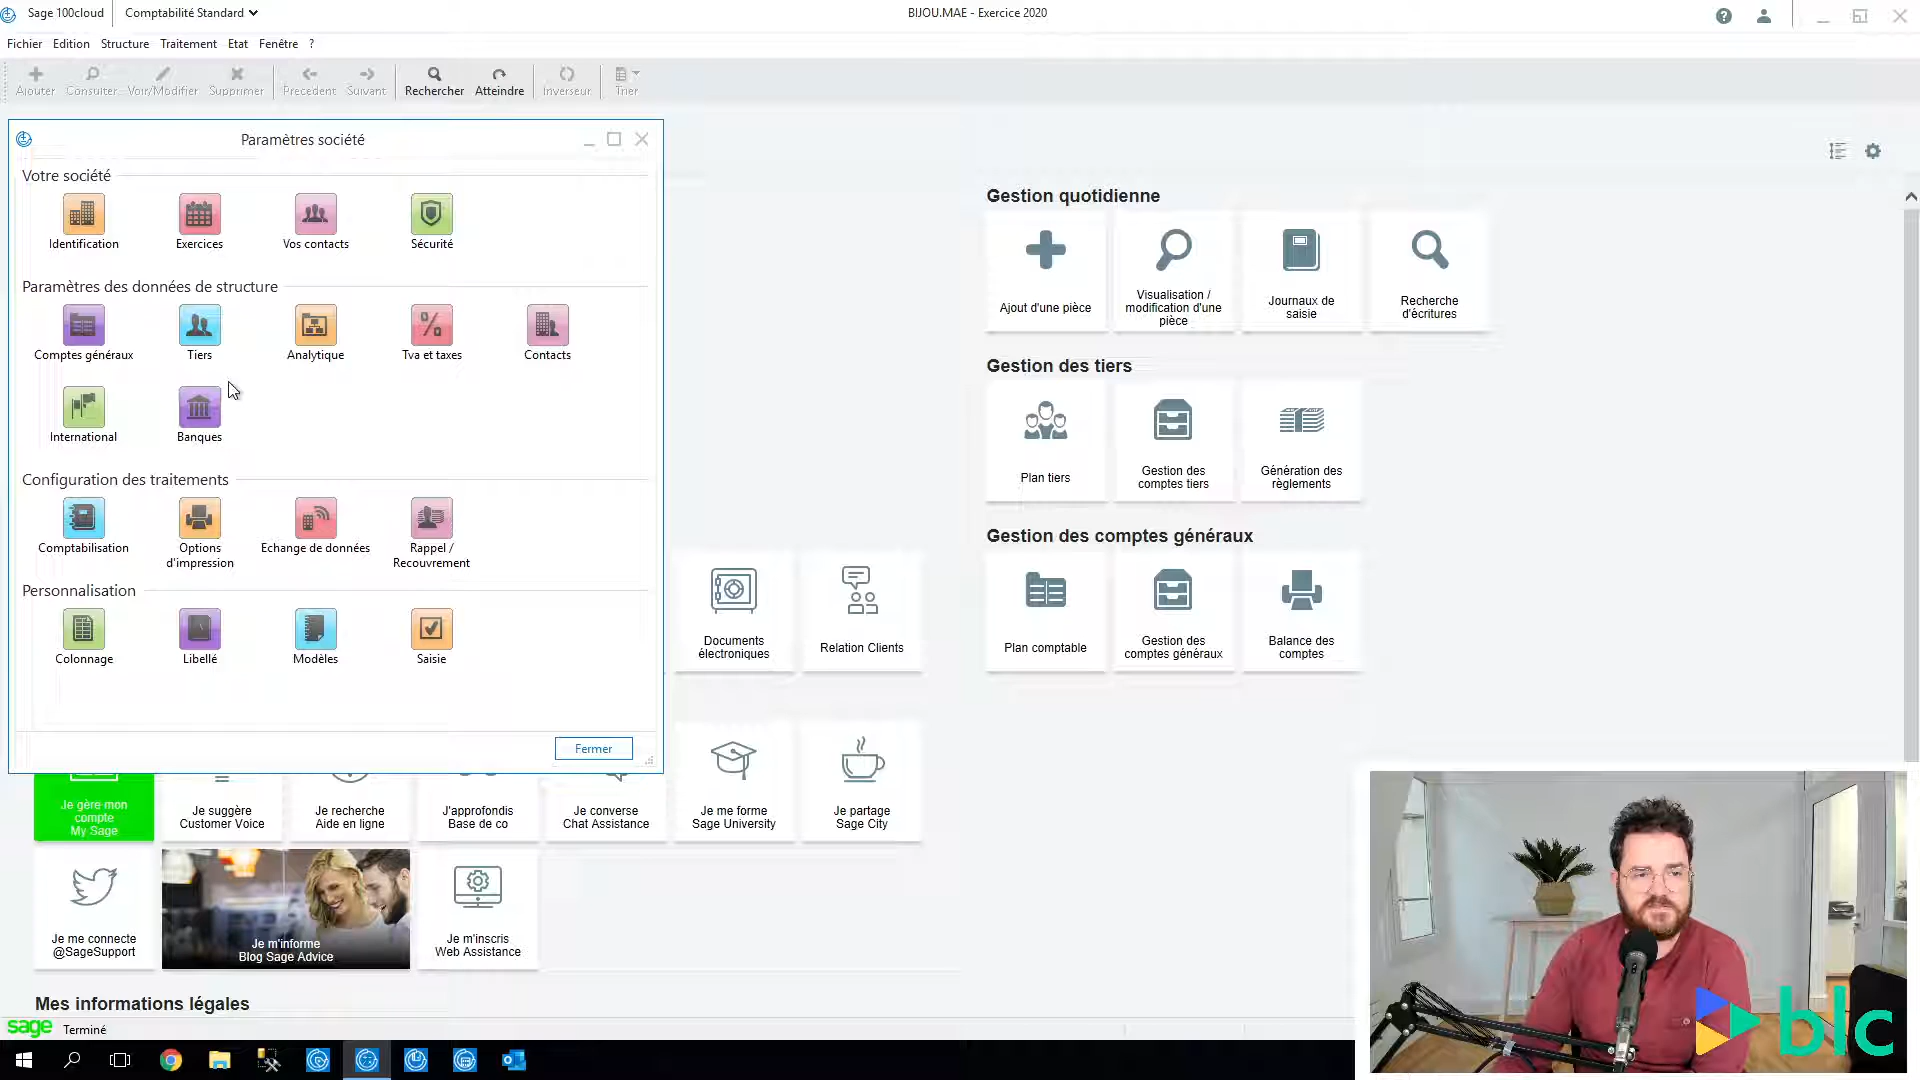 Sage 100cloud
Comptabilité Standard
BIJOU.MAE - Exercice 2020
Fichier Edition Structure Traitement Etat Fenêtre ?
Ajouter Consulter Voir/Modifier Supprimer Précédent Suivant Rechercher Atteindre Inverseur Trier
Paramètres société
Votre société
Identification Exercices Vos contacts Sécurité
Paramètres des données de structure
Comptes généraux Tiers Analytique Tva et taxes Contacts
International Banques
Configuration des traitements
Comptabilisation
Options
d'impression
Echange de données
Rappel /
Recouvrement
Personnalisation
Colonnage Libellé Modèles Saisie
Fermer
Gestion quotidienne
Ajout d'une pièce
Visualisation /
modification d'une
pièce
Journaux de
saisie
Recherche
d'écritures
Gestion des tiers
Plan tiers
Gestion des
comptes tiers
Génération des
règlements
Gestion des comptes généraux
Plan comptable
Gestion des
comptes généraux
Balance des
comptes
Documents
électroniques
Relation Clients
Je gère mon
compte
My Sage
Je suggère
Customer Voice
Je recherche
Aide en ligne
J'approfondis
Base de co
Je converse
Chat Assistance
Je me forme
Sage University
Je partage
Sage City
Je me connecte
@SageSupport
Je m'informe
Blog Sage Advice
Je m'inscris
Web Assistance
Mes informations légales
sage Terminé
blc